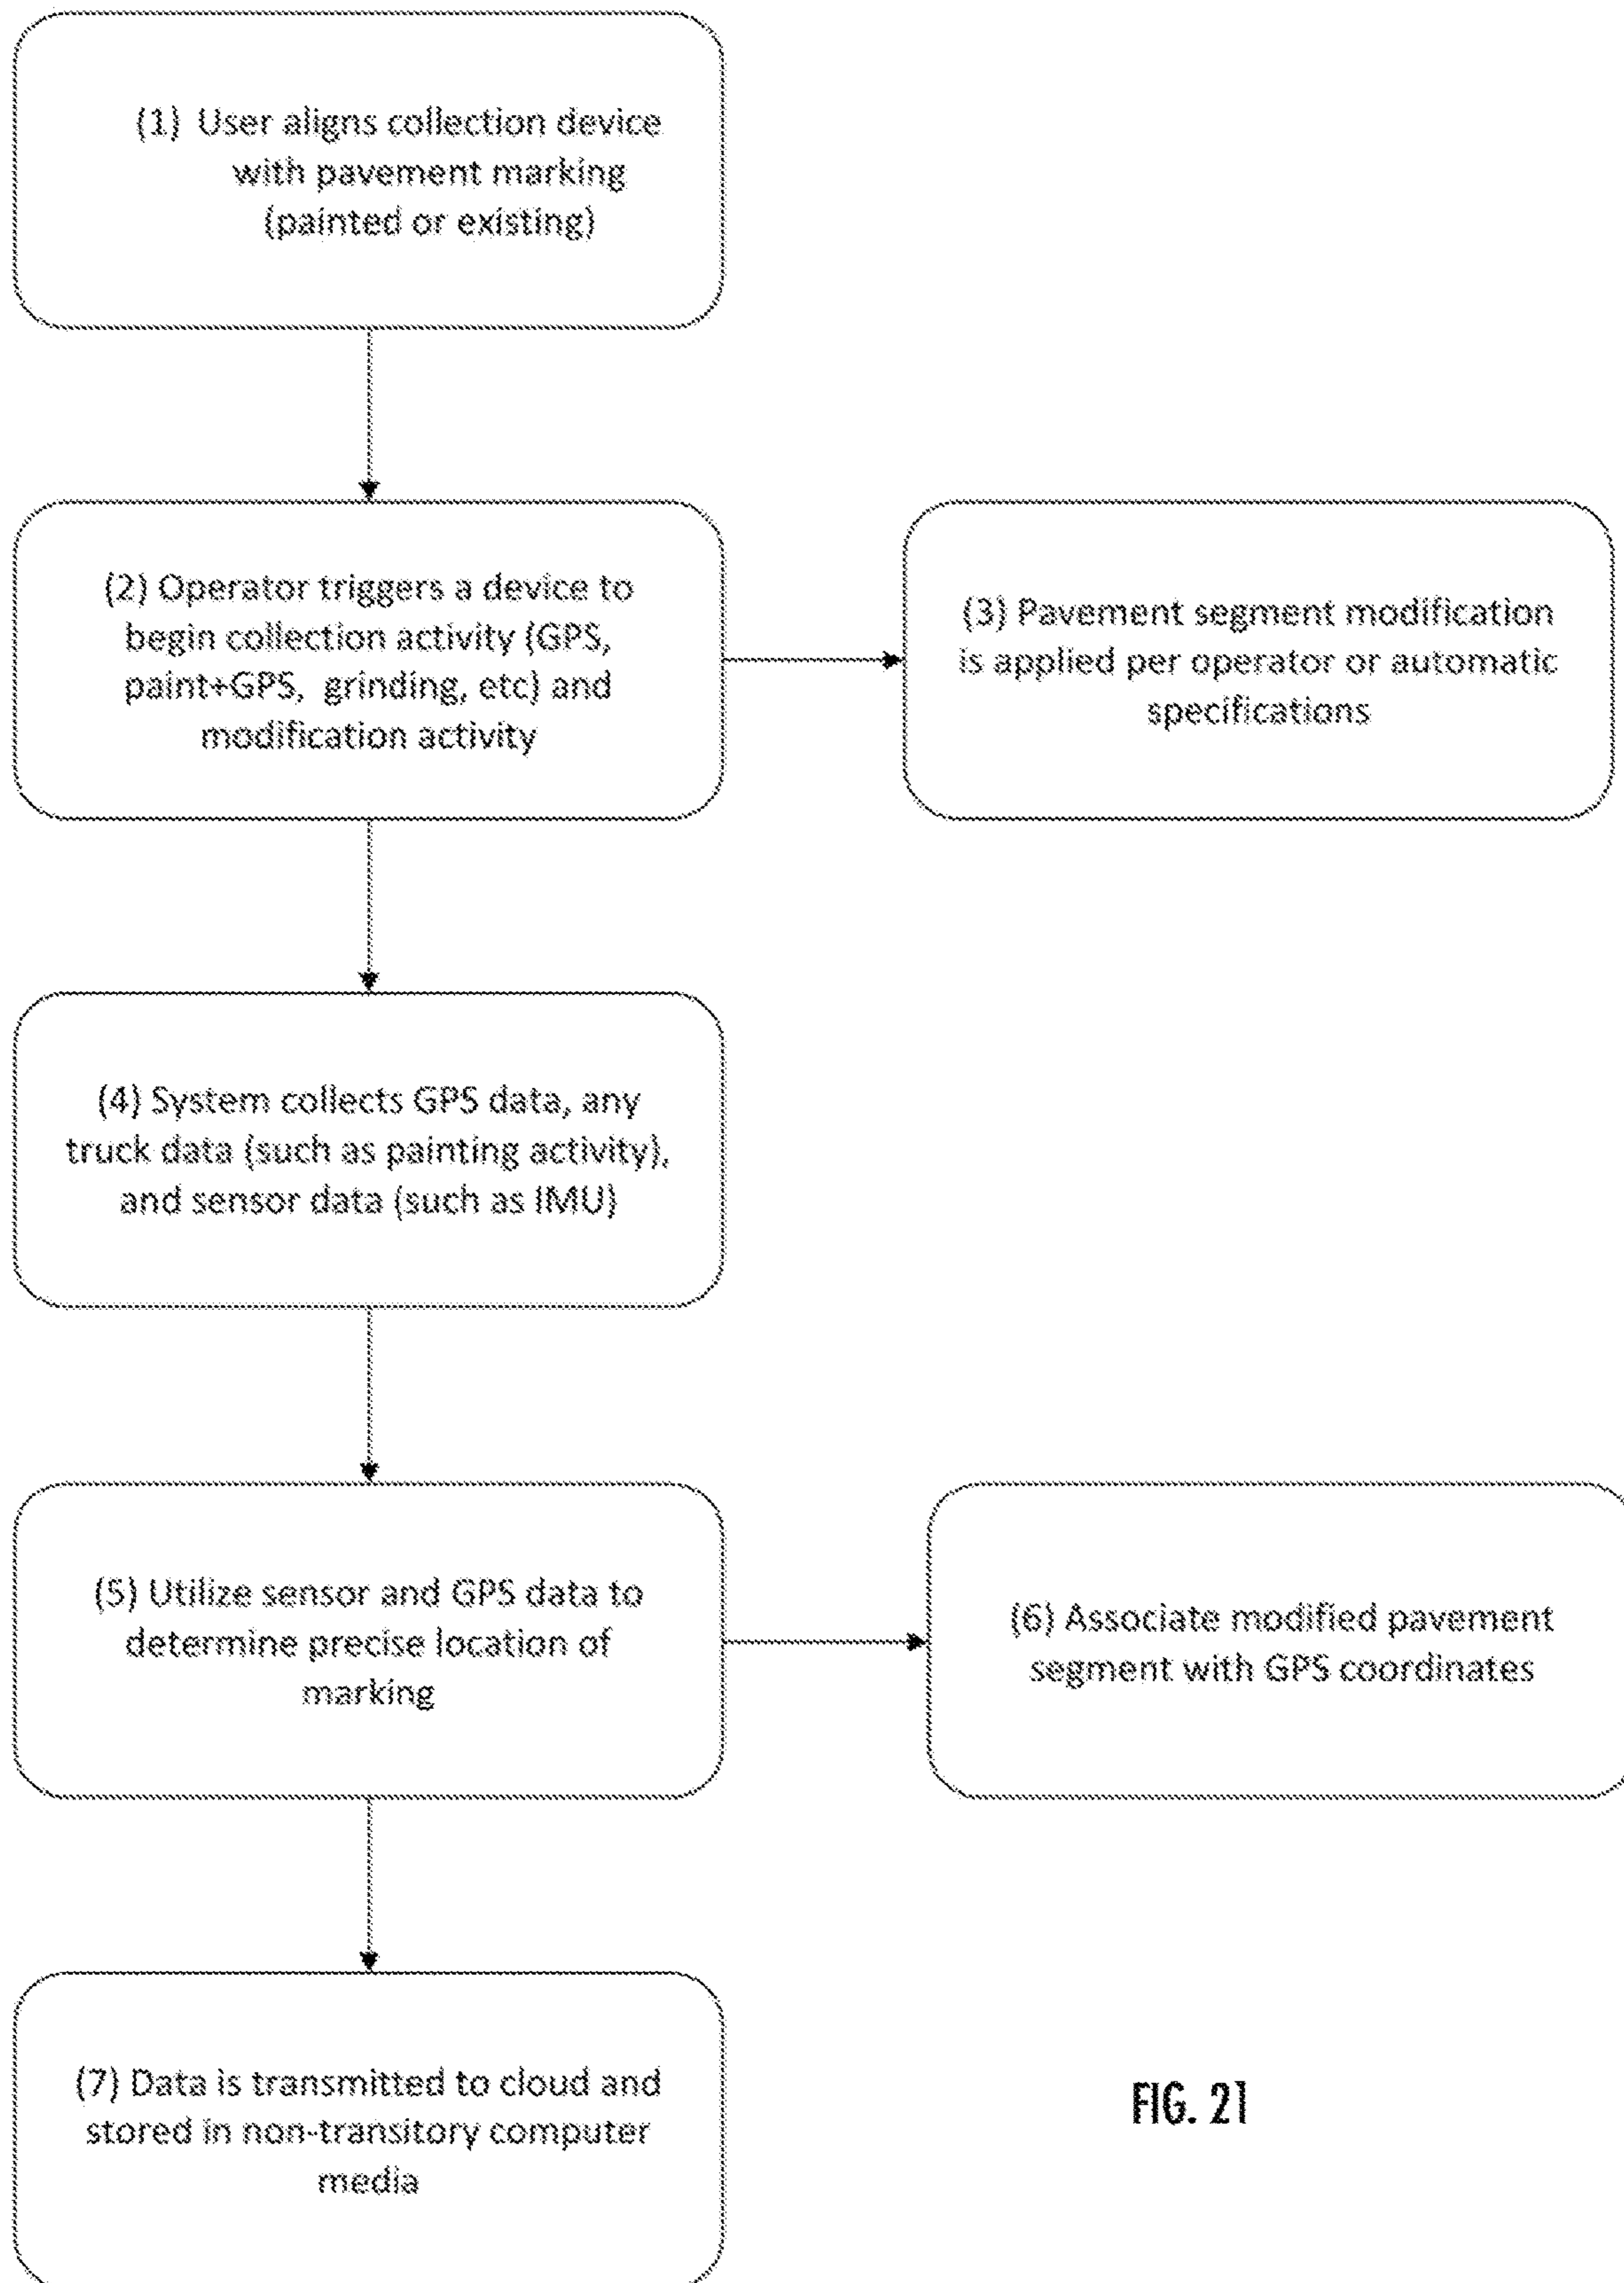 (1) User aligns collection device
with pavement marking
(painted or existing)
(2) Operator triggers a device to
begin collection activity (GPS,
paint+GPS, grinding, etc) and
modification activity
(3) Pavement segment modification
is applied per operator or automatic
specifications
(4) System collects GPS data, any
truck data (such as painting activity),
and sensor data (such as IMU)
(5) Utilize sensor and GPS data to
determine precise location of
marking
(6) Associate modified pavement
segment with GPS coordinates
(7) Data is transmitted to cloud and
stored in non-transitory computer
media
FIG. 21